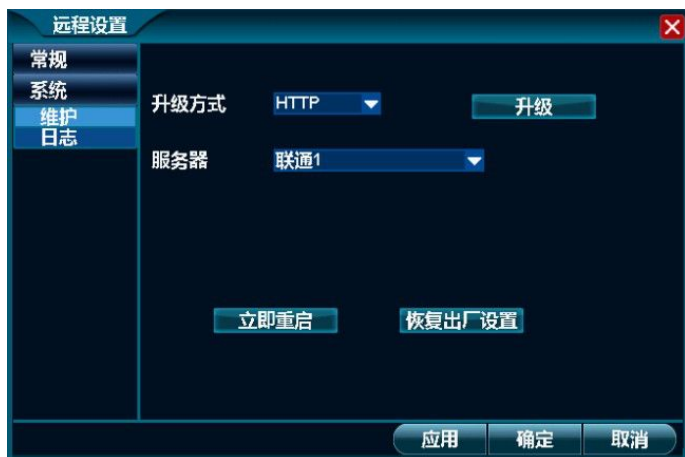 远程设置
常规
系统
维护
日志
升级方式 HTTP 升级
服务器 联通1
立即重启 恢复出厂设置
应用 确定 取消